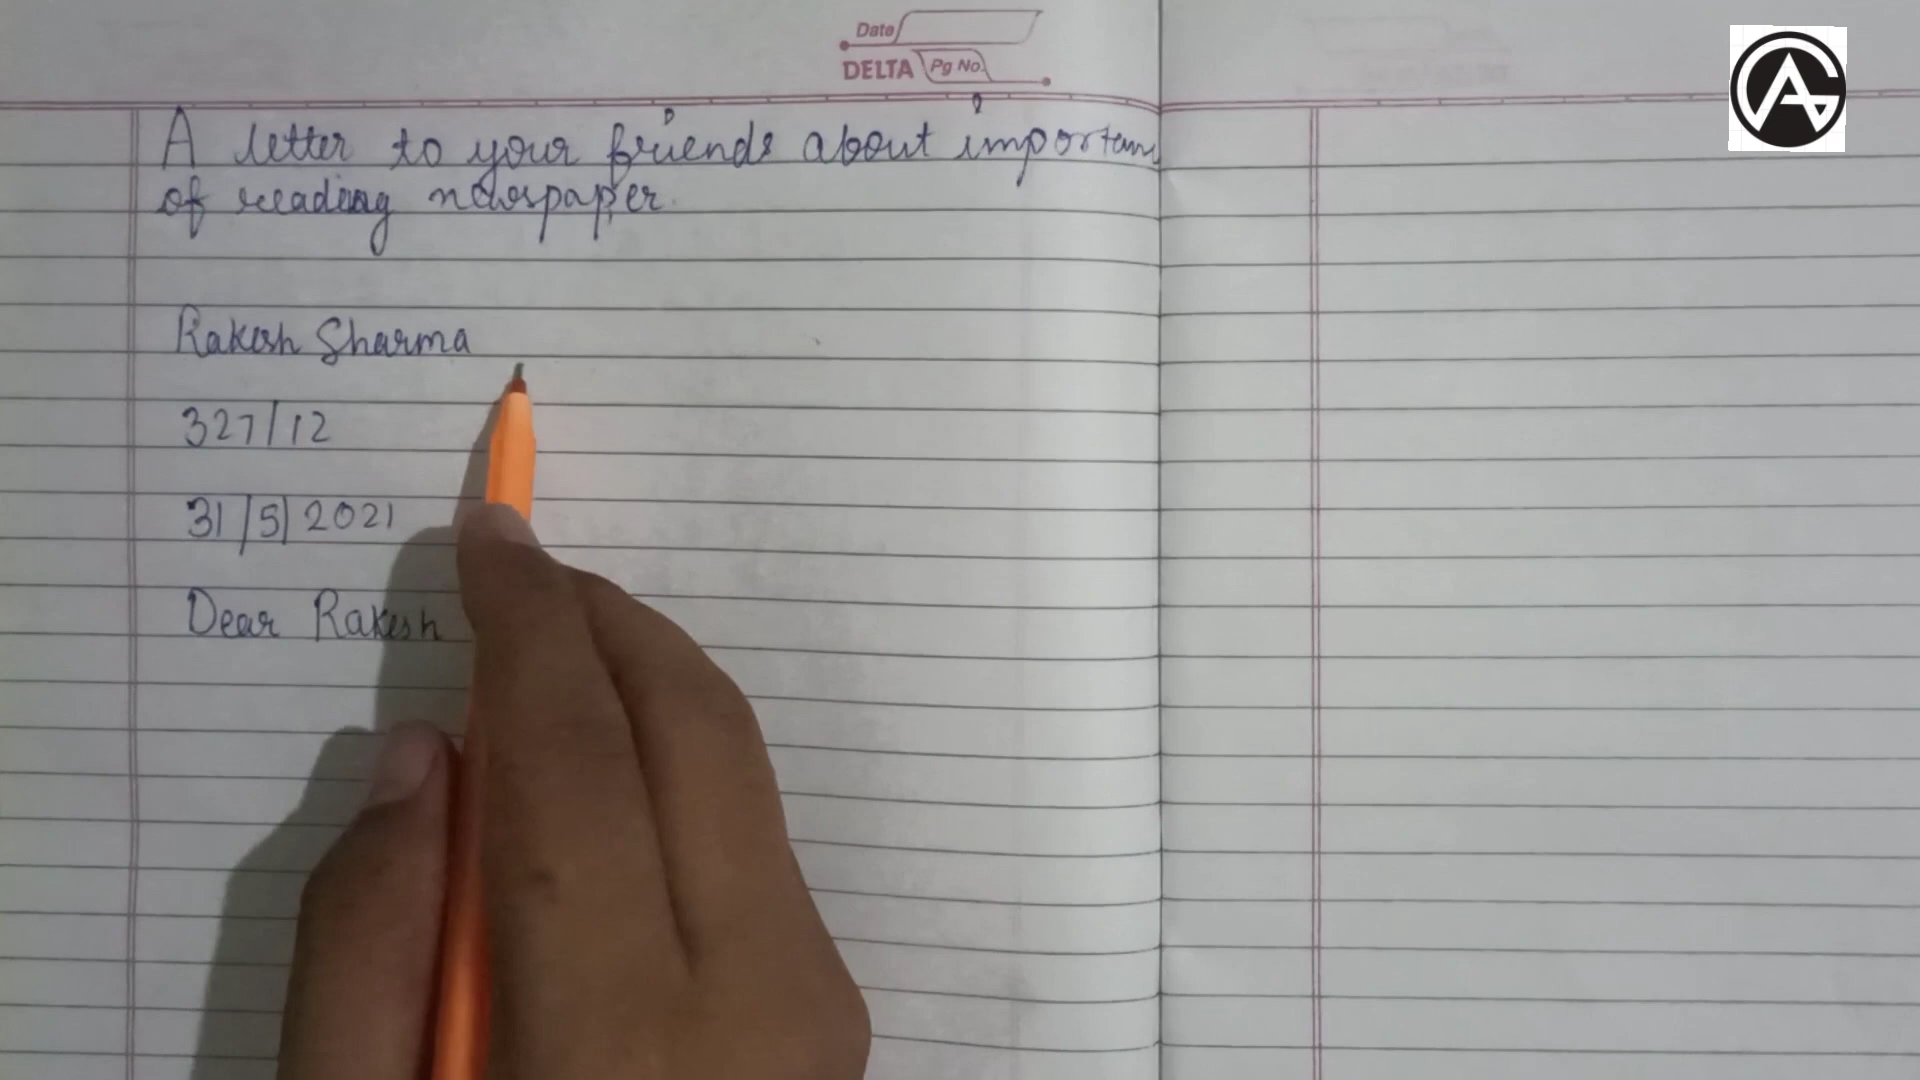 Date
DELTA Pg No.
A letter to your friends about
of reading newspaper.
Rakesh Sharma
327/12
31/5/2021
Dear Rakesh